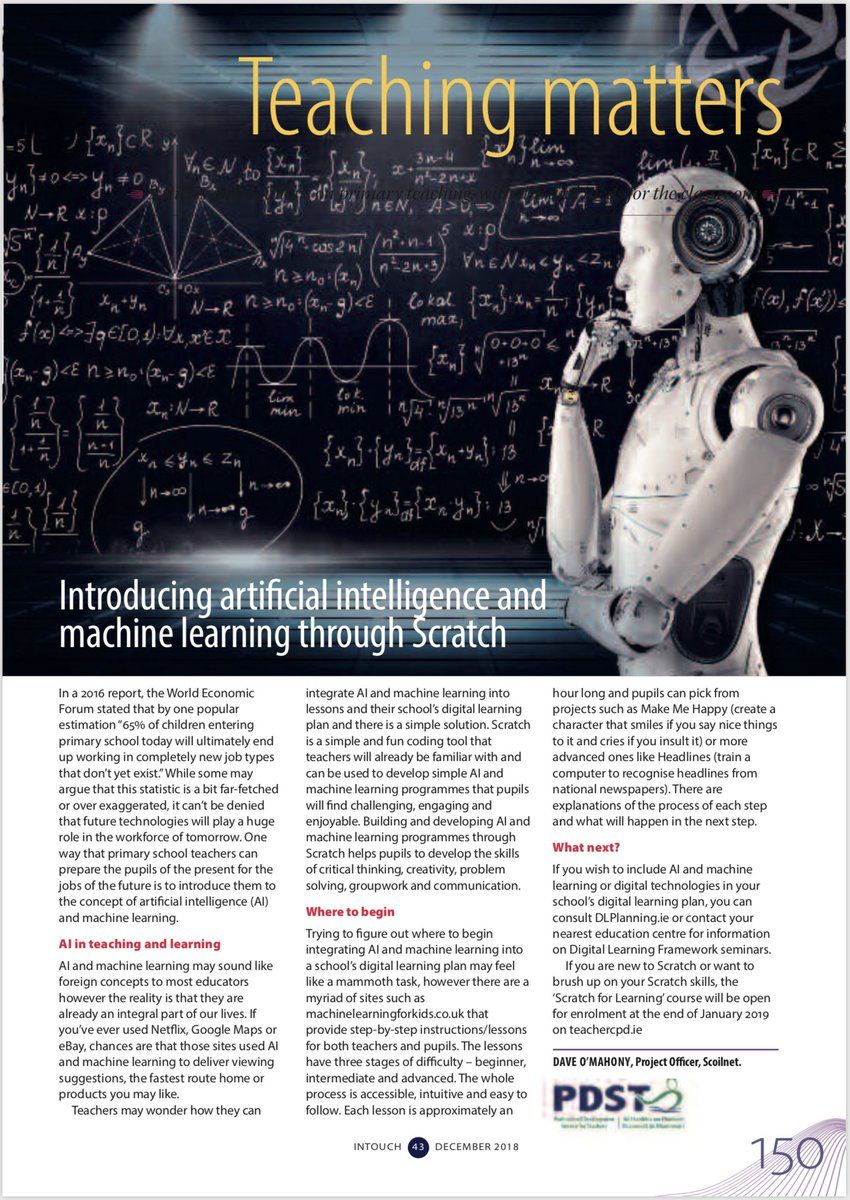 Teaching matters
primary teaching, wi
for the classroom
Introducing artificial intelligence and
machine learning through Scratch
In a 2016 report, the World Economic
Forum stated that by one popular
estimation “65% of children entering
primary school today will ultimately end
up working in completely new job types
that don’t yet exist.” While some may
argue that this statistic is a bit far-fetched
or over exaggerated, it can’t be denied
that future technologies will play a huge
role in the workforce of tomorrow. One
way that primary school teachers can
prepare the pupils of the present for the
jobs of the future is to introduce them to
the concept of artificial intelligence (AI)
and machine learning.
AI in teaching and learning
AI and machine learning may sound like
foreign concepts to most educators
however the reality is that they are
already an integral part of our lives. If
you’ve ever used Netflix, Google Maps or
eBay, chances are that those sites used AI
and machine learning to deliver viewing
suggestions, the fastest route home or
products you may like.
Teachers may wonder how they can
integrate AI and machine learning into
lessons and their school’s digital learning
plan and there is a simple solution. Scratch
is a simple and fun coding tool that
teachers will already be familiar with and
can be used to develop simple AI and
machine learning programmes that pupils
will find challenging, engaging and
enjoyable. Building and developing AI and
machine learning programmes through
Scratch helps pupils to develop the skills
of critical thinking, creativity, problem
solving, groupwork and communication.
Where to begin
Trying to figure out where to begin
integrating AI and machine learning into
a school’s digital learning plan may feel
like a mammoth task, however there are a
myriad of sites such as
machinelearningforkids.co.uk that
provide step-by-step instructions/lessons
for both teachers and pupils. The lessons
have three stages of difficulty – beginner,
intermediate and advanced. The whole
process is accessible, intuitive and easy to
follow. Each lesson is approximately an
hour long and pupils can pick from
projects such as Make Me Happy (create a
character that smiles if you say nice things
to it and cries if you insult it) or more
advanced ones like Headlines (train a
computer to recognise headlines from
national newspapers). There are
explanations of the process of each step
and what will happen in the next step.
What next?
If you wish to include AI and machine
learning or digital technologies in your
school’s digital learning plan, you can
consult DLPlanning.ie or contact your
nearest education centre for information
on Digital Learning Framework seminars.
If you are new to Scratch or want to
brush up on your Scratch skills, the
‘Scratch for Learning’ course will be open
for enrolment at the end of January 2019
on teachercpd.ie
DAVE O’MAHONY, Project Officer, Scoilnet.
PDST
INTOUCH 43 DECEMBER 2018
150